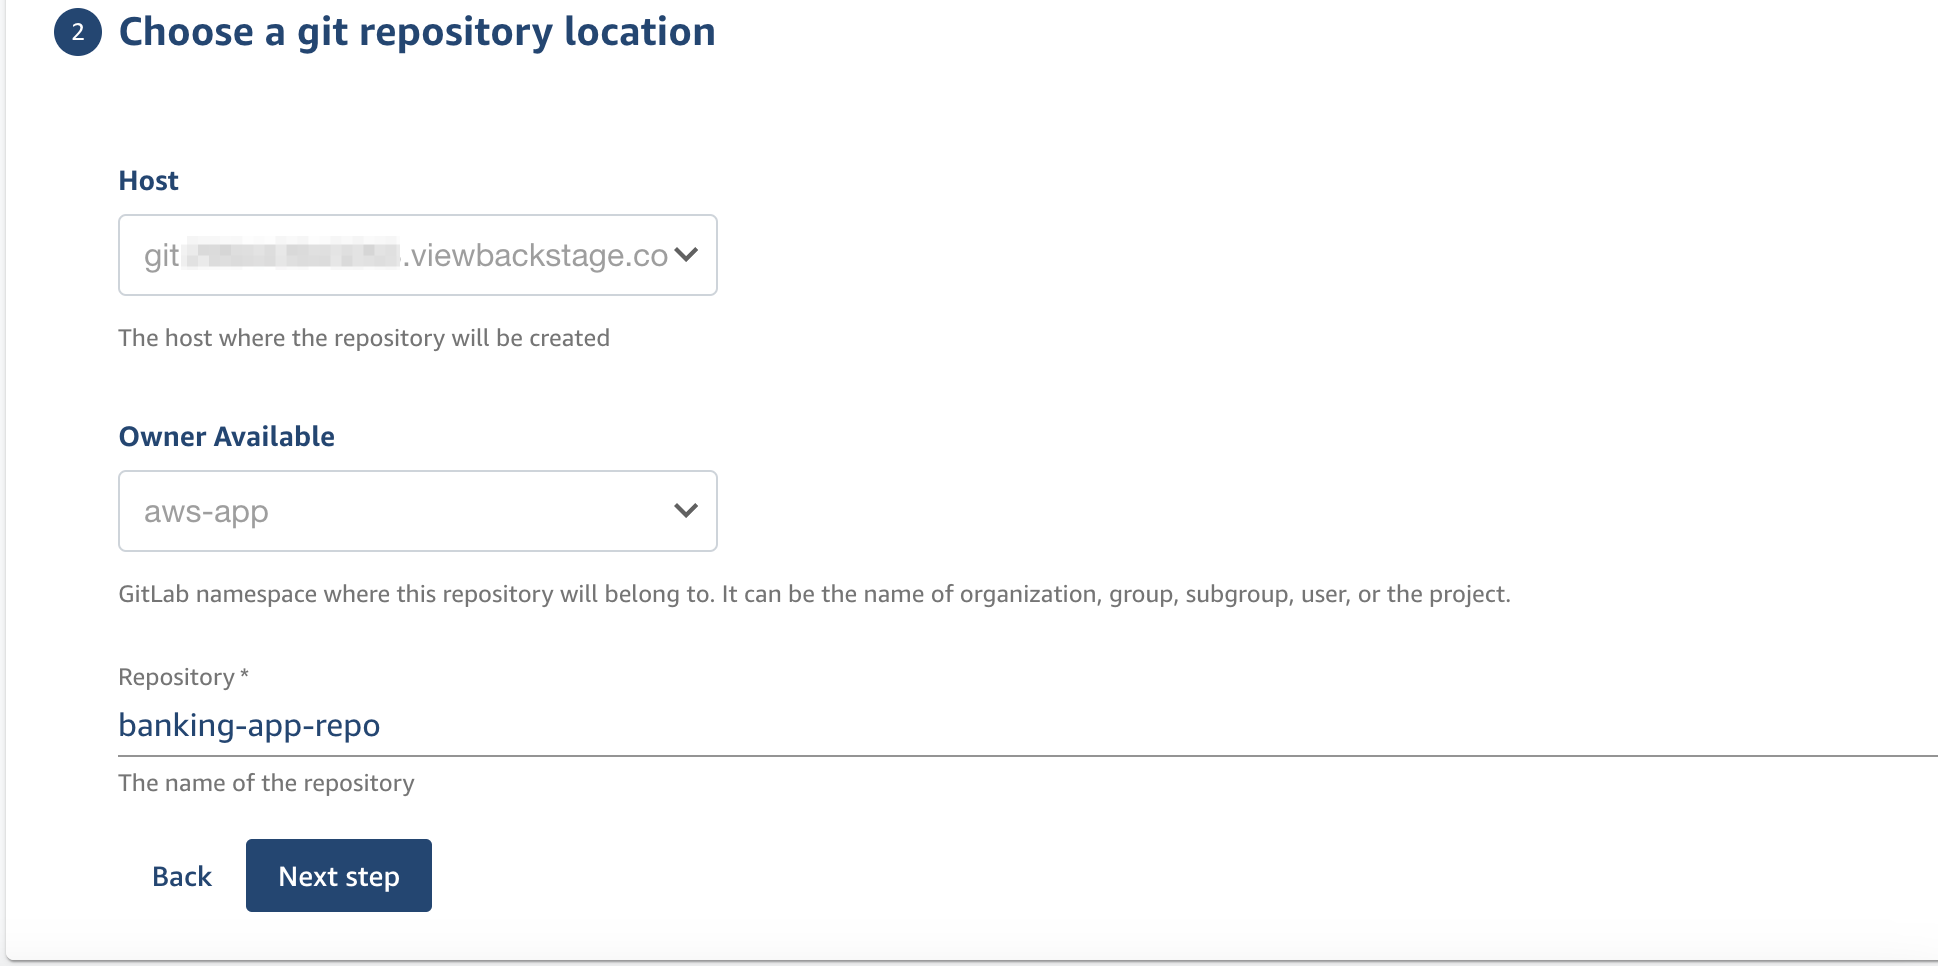 2 Choose a git repository location
Host
git .viewbackstage.co
The host where the repository will be created
Owner Available
aws-app
GitLab namespace where this repository will belong to. It can be the name of organization, group, subgroup, user, or the project.
Repository *
banking-app-repo
The name of the repository
Back Next step